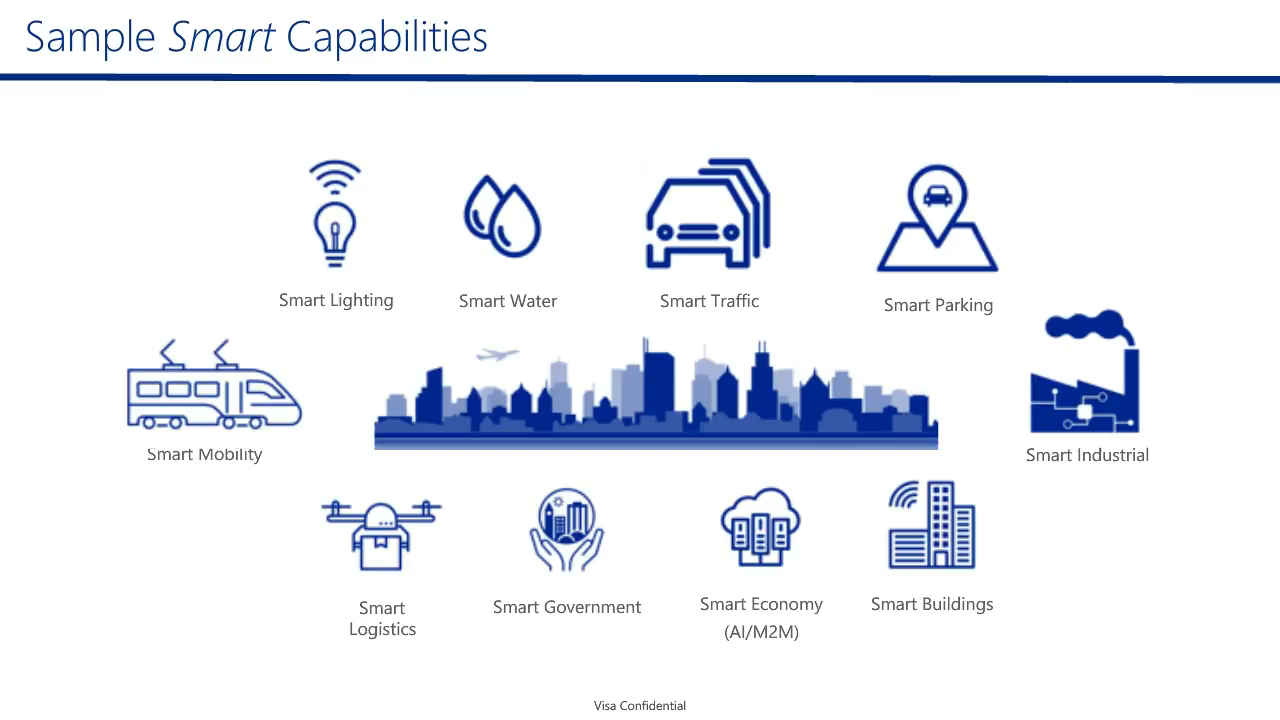 Sample Smart Capabilities
Smart Lighting
Smart Water
Smart Traffic
Smart Parking
Smart Mobility
Smart Industrial
Smart
Logistics
Smart Government
Smart Economy
(AI/M2M)
Smart Buildings
Visa Confidential